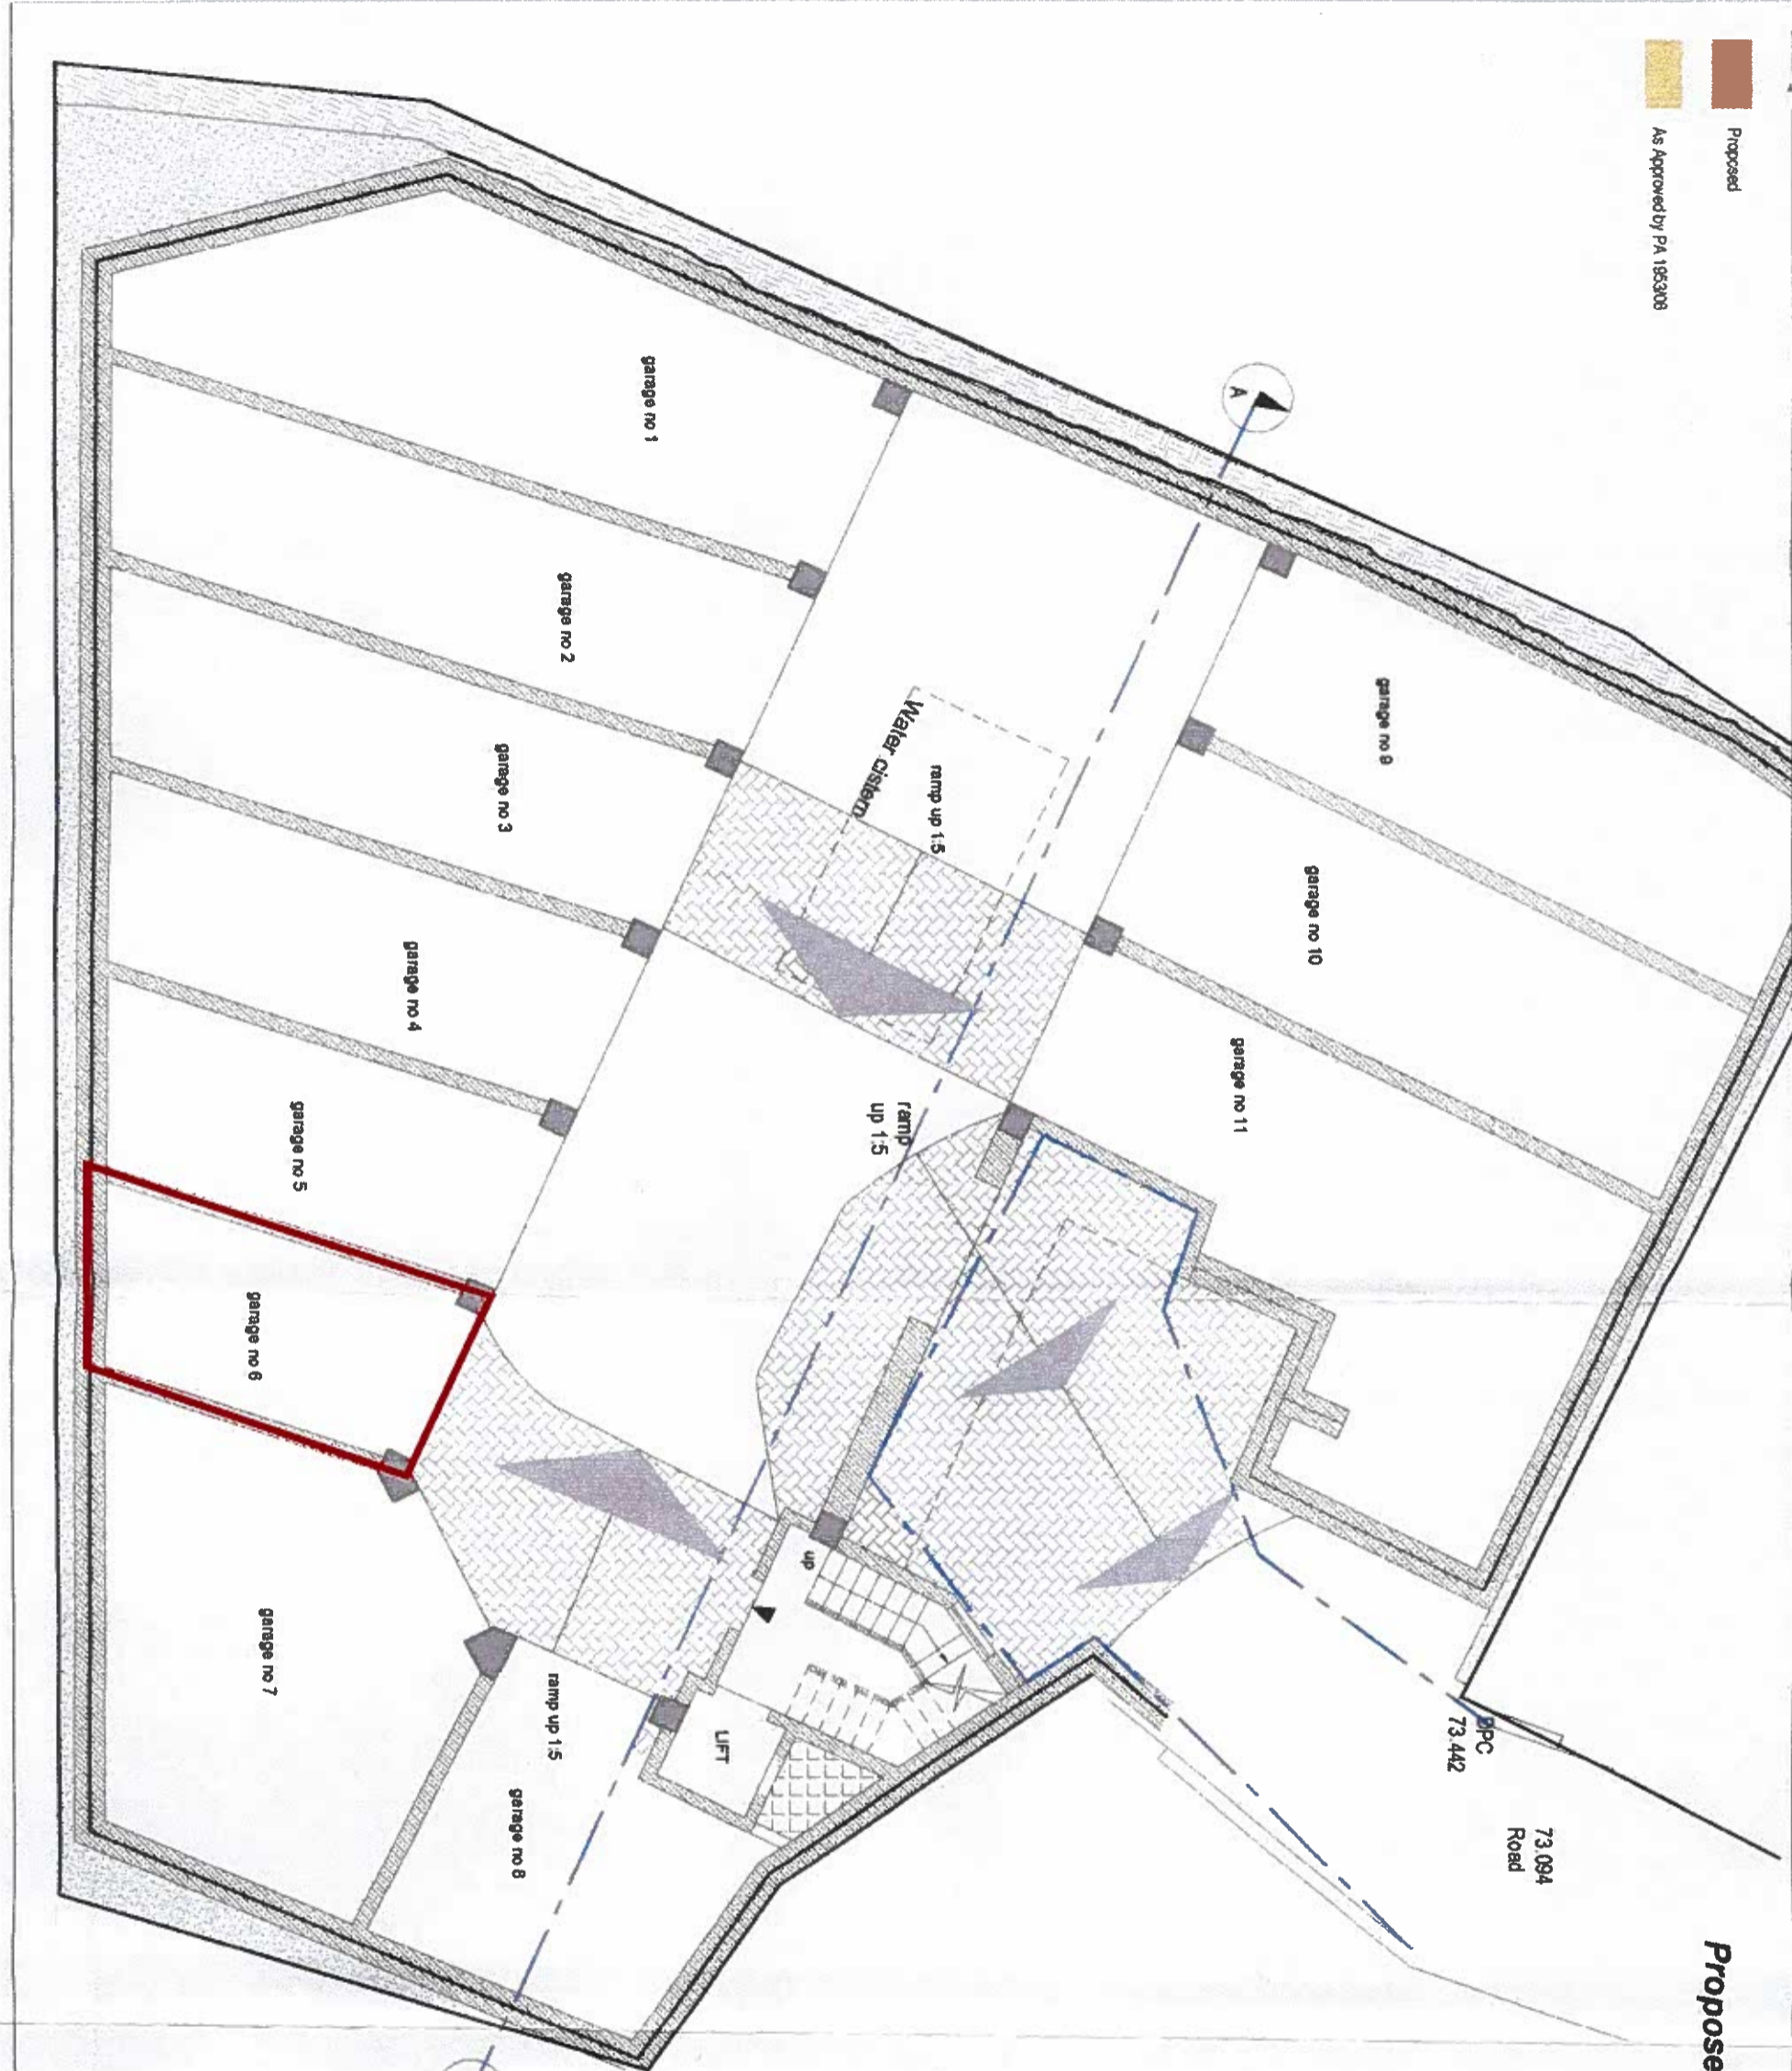 Proposed
As Approved by PA 1953/08
A
garage no 1
garage no 2
garage no 3
garage no 4
garage no 5
garage no 6
garage no 7
garage no 8
garage no 9
garage no 10
garage no 11
Water cistern
ramp up 1:5
ramp
up 1:5
ramp up 1:5
up
LIFT
DPC
73.442
73.094
Road
Propose